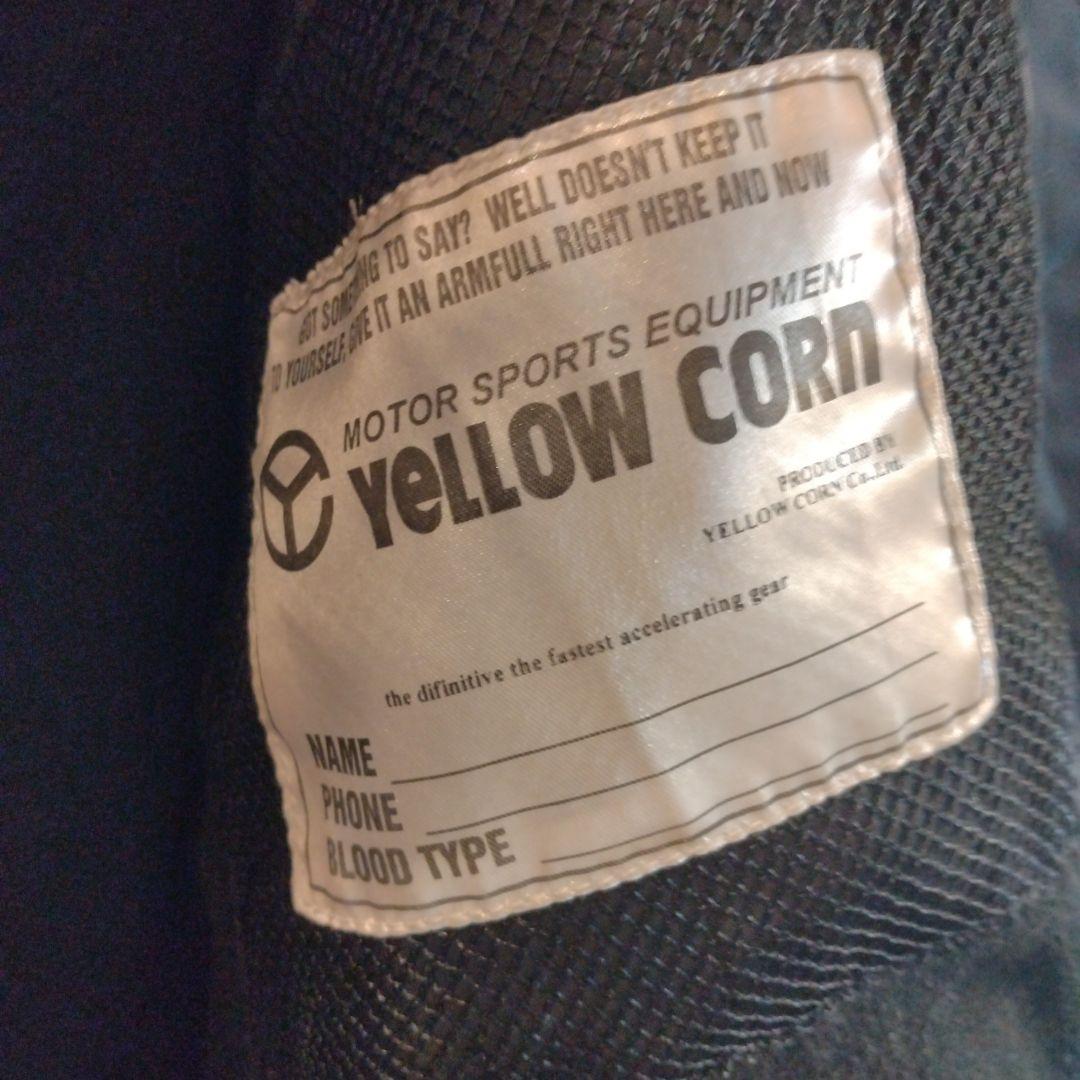 GOT SOMETHING TO SAY? WELL DOESN'T KEEP IT
TO YOURSELF, GIVE IT AN ARMFULL RIGHT HERE AND NOW
MOTOR SPORTS EQUIPMENT
YeLLOW CORn
PRODUCED BY
YELLOW CORN Co.,Ltd.
the difinitive the fastest accelerating gear
NAME
PHONE
BLOOD TYPE